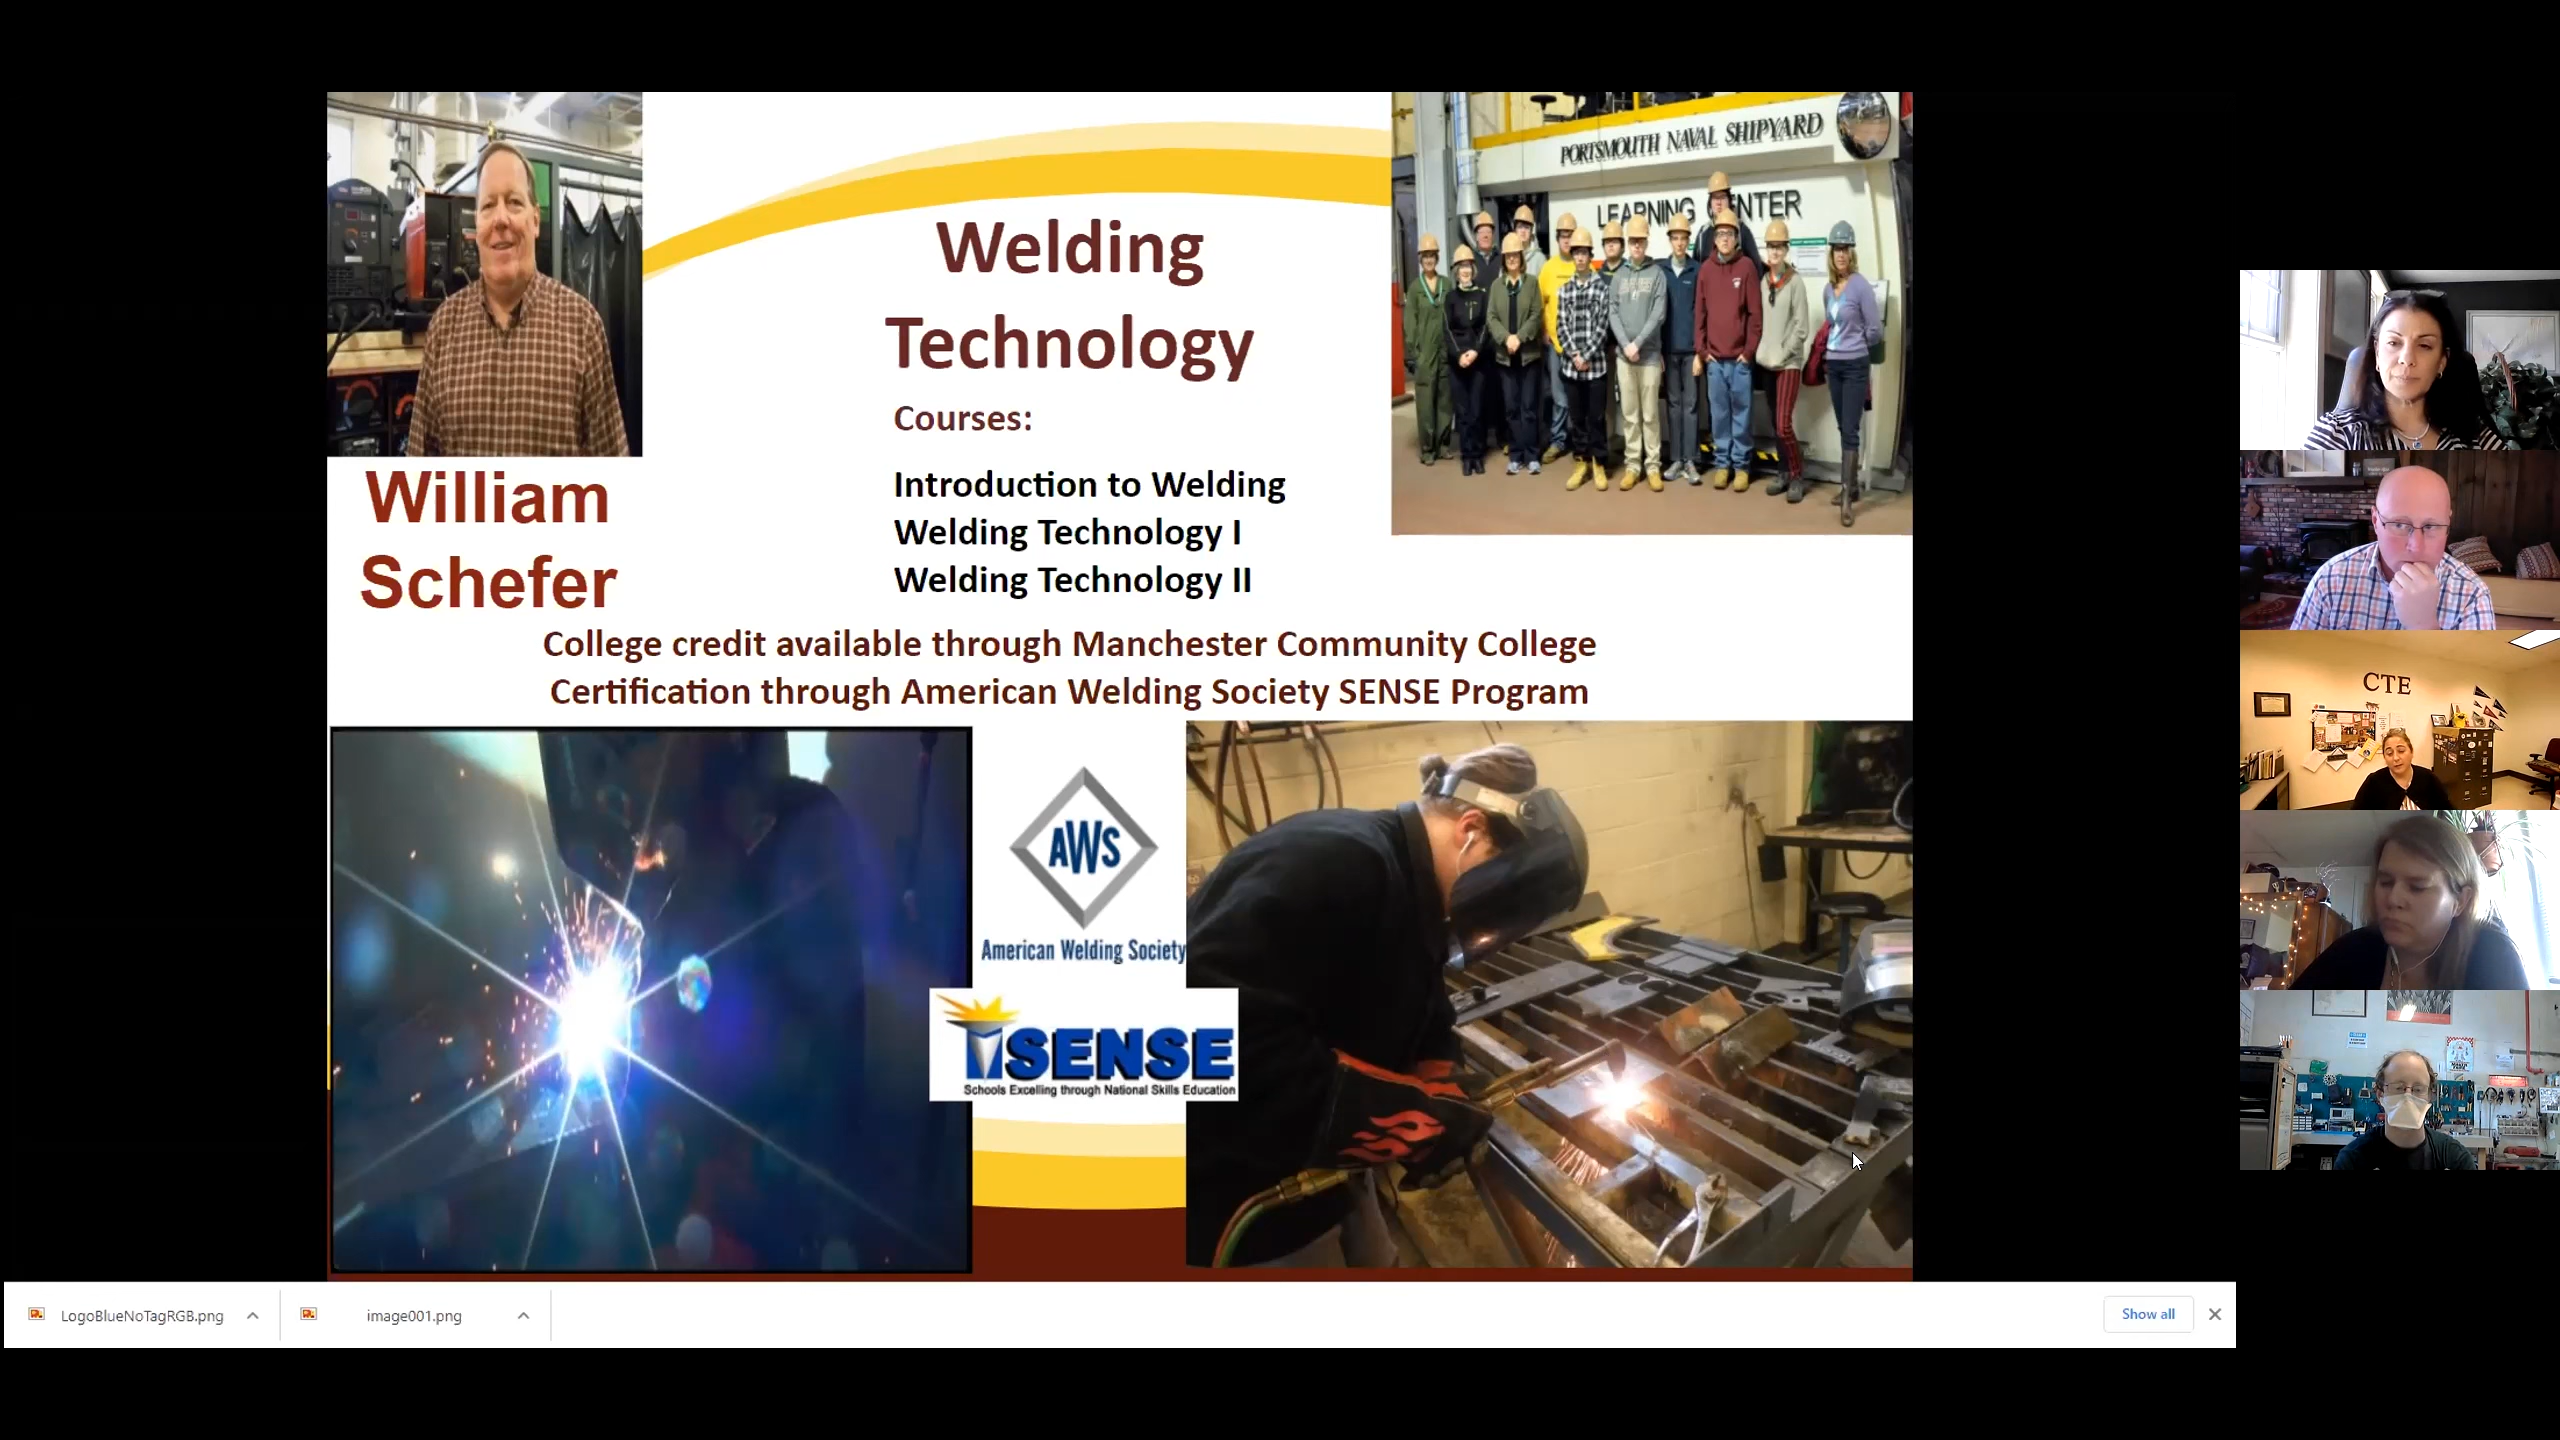 PORTSMOUTH NAVAL SHIPYARD
LEARNING CENTER
Welding
Technology
Courses:
Introduction to Welding
Welding Technology I
Welding Technology II
William
Schefer
College credit available through Manchester Community College
Certification through American Welding Society SENSE Program
AWS
American Welding Society
SENSE
Schools Excelling through National Skills Education
CTE
LogoBlueNoTagRGB.png
image001.png
Show all